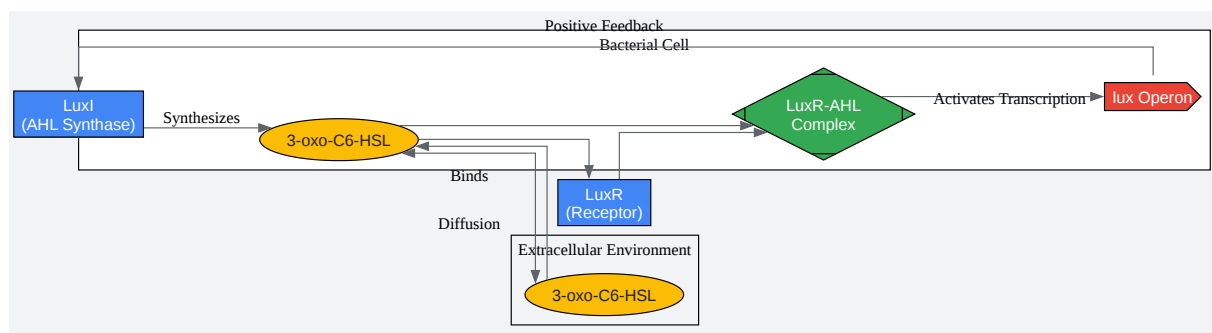 Positive Feedback
Bacterial Cell
LuxI
(AHL Synthase)
Synthesizes
3-oxo-C6-HSL
LuxR-AHL
Complex
Activates Transcription
lux Operon
Binds
LuxR
(Receptor)
Diffusion
Extracellular Environment
3-oxo-C6-HSL